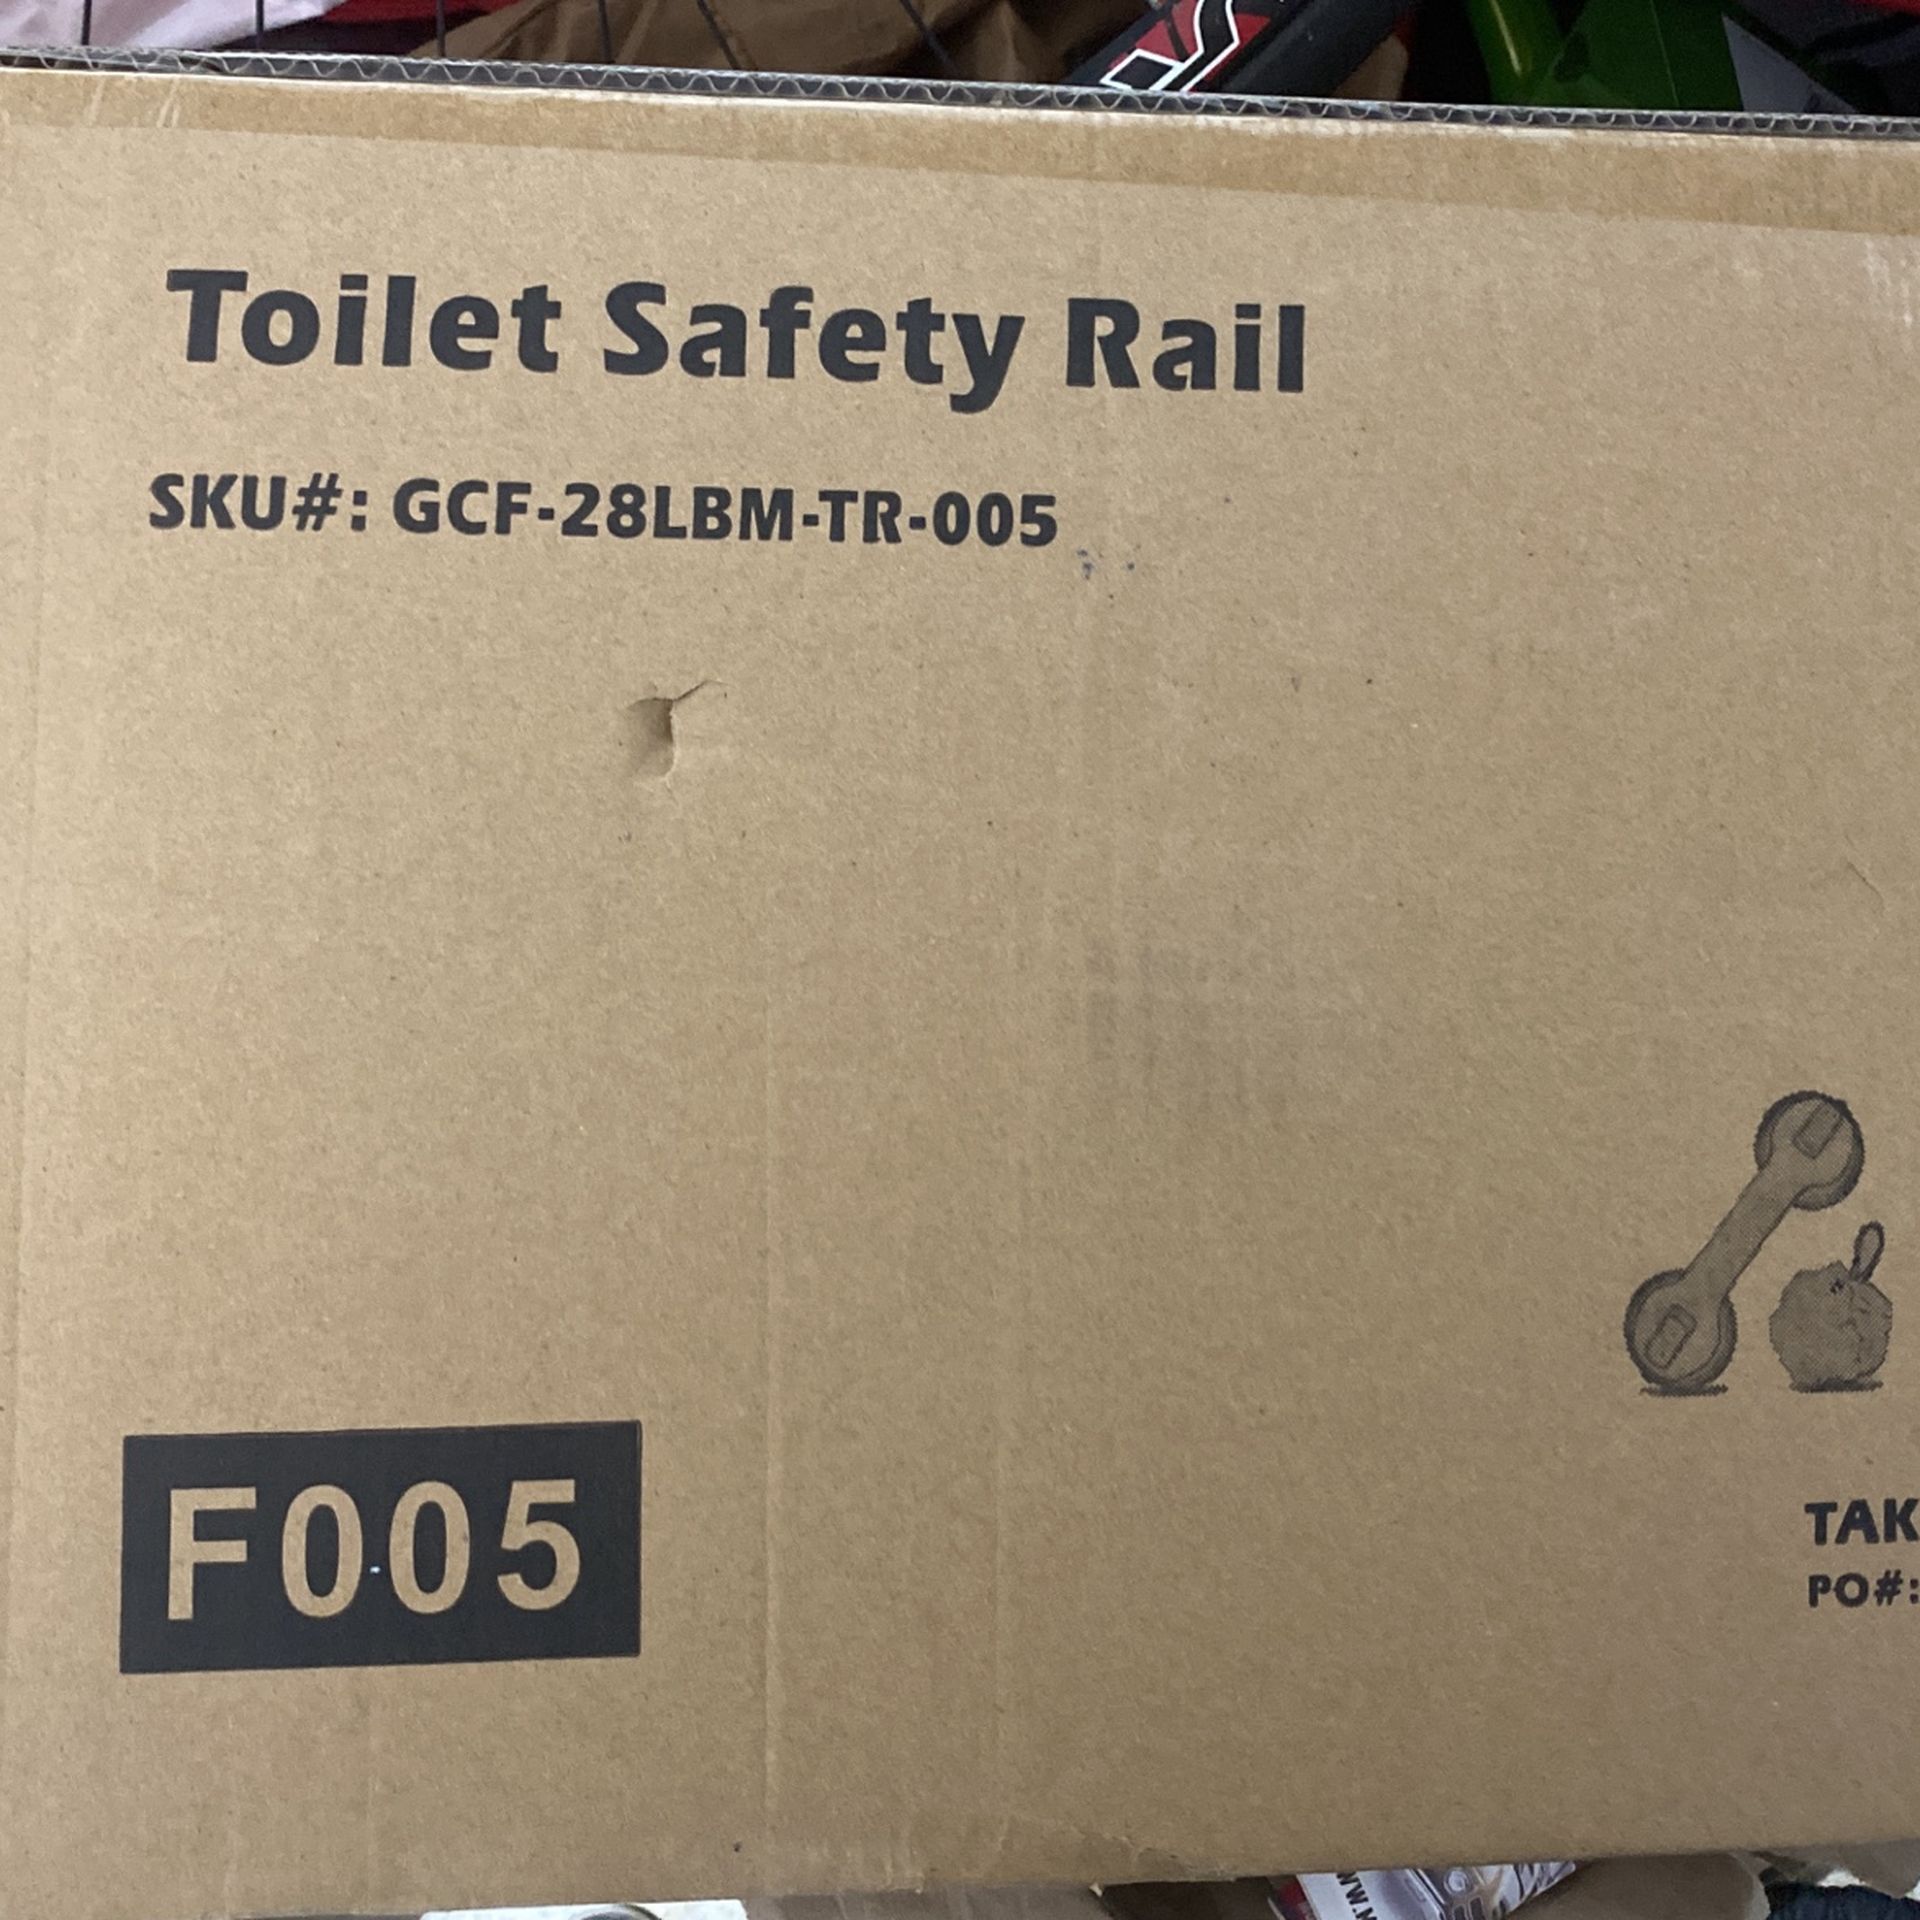 Toilet Safety Rail
SKU#: GCF-28LBM-TR-005
F005
TAK
PO#: